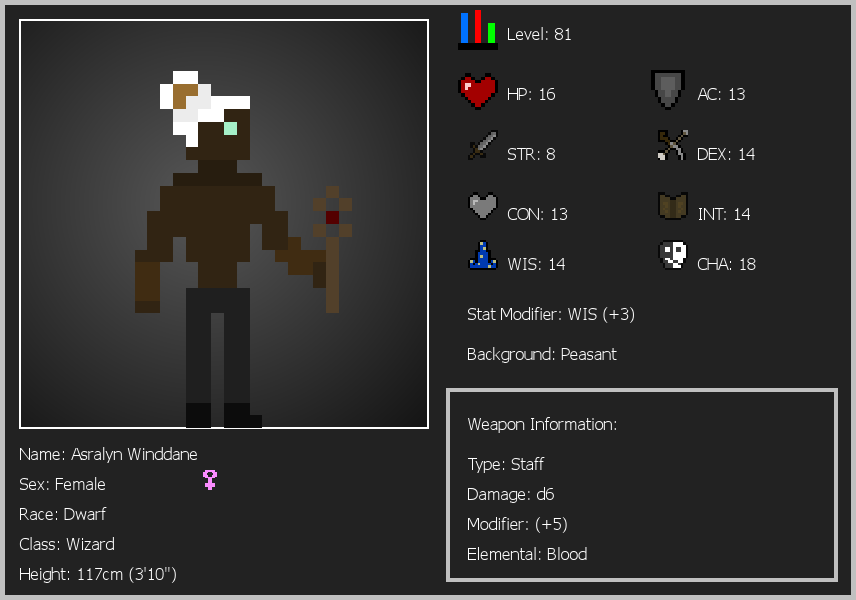 Level: 81
HP: 16
AC: 13
STR: 8
DEX: 14
CON: 13
INT: 14
WIS: 14
CHA: 18
Stat Modifier: WIS (+3)
Background: Peasant
Weapon Information:
Type: Staff
Damage: d6
Modifier: (+5)
Elemental: Blood
Name: Asralyn Winddane
Sex: Female
Race: Dwarf
Class: Wizard
Height: 117cm (3'10")